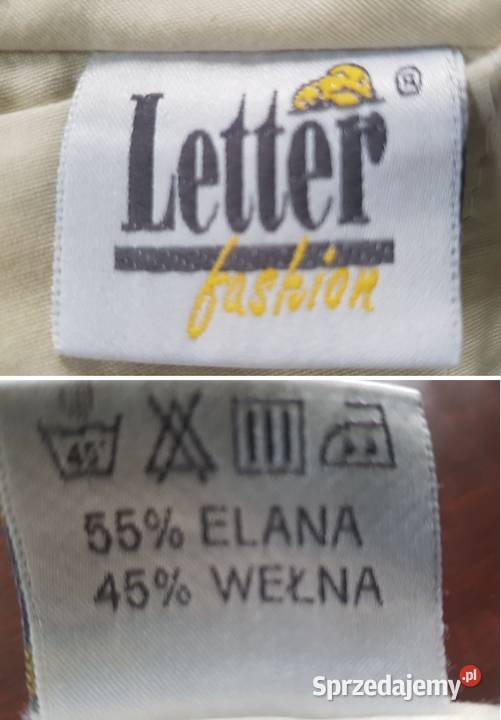 Letter ®
fashion
55% ELANA
45% WEŁNA
Sprzedajemy.pl